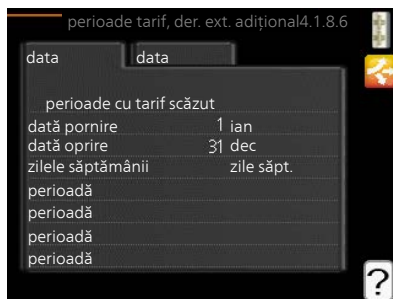 perioade tarif, der. ext. adițional4.1.8.6
data data
perioade cu tarif scăzut
dată pornire 1 ian
dată oprire 31 dec
zilele săptămânii zile săpt.
perioadă
perioadă
perioadă
perioadă
?